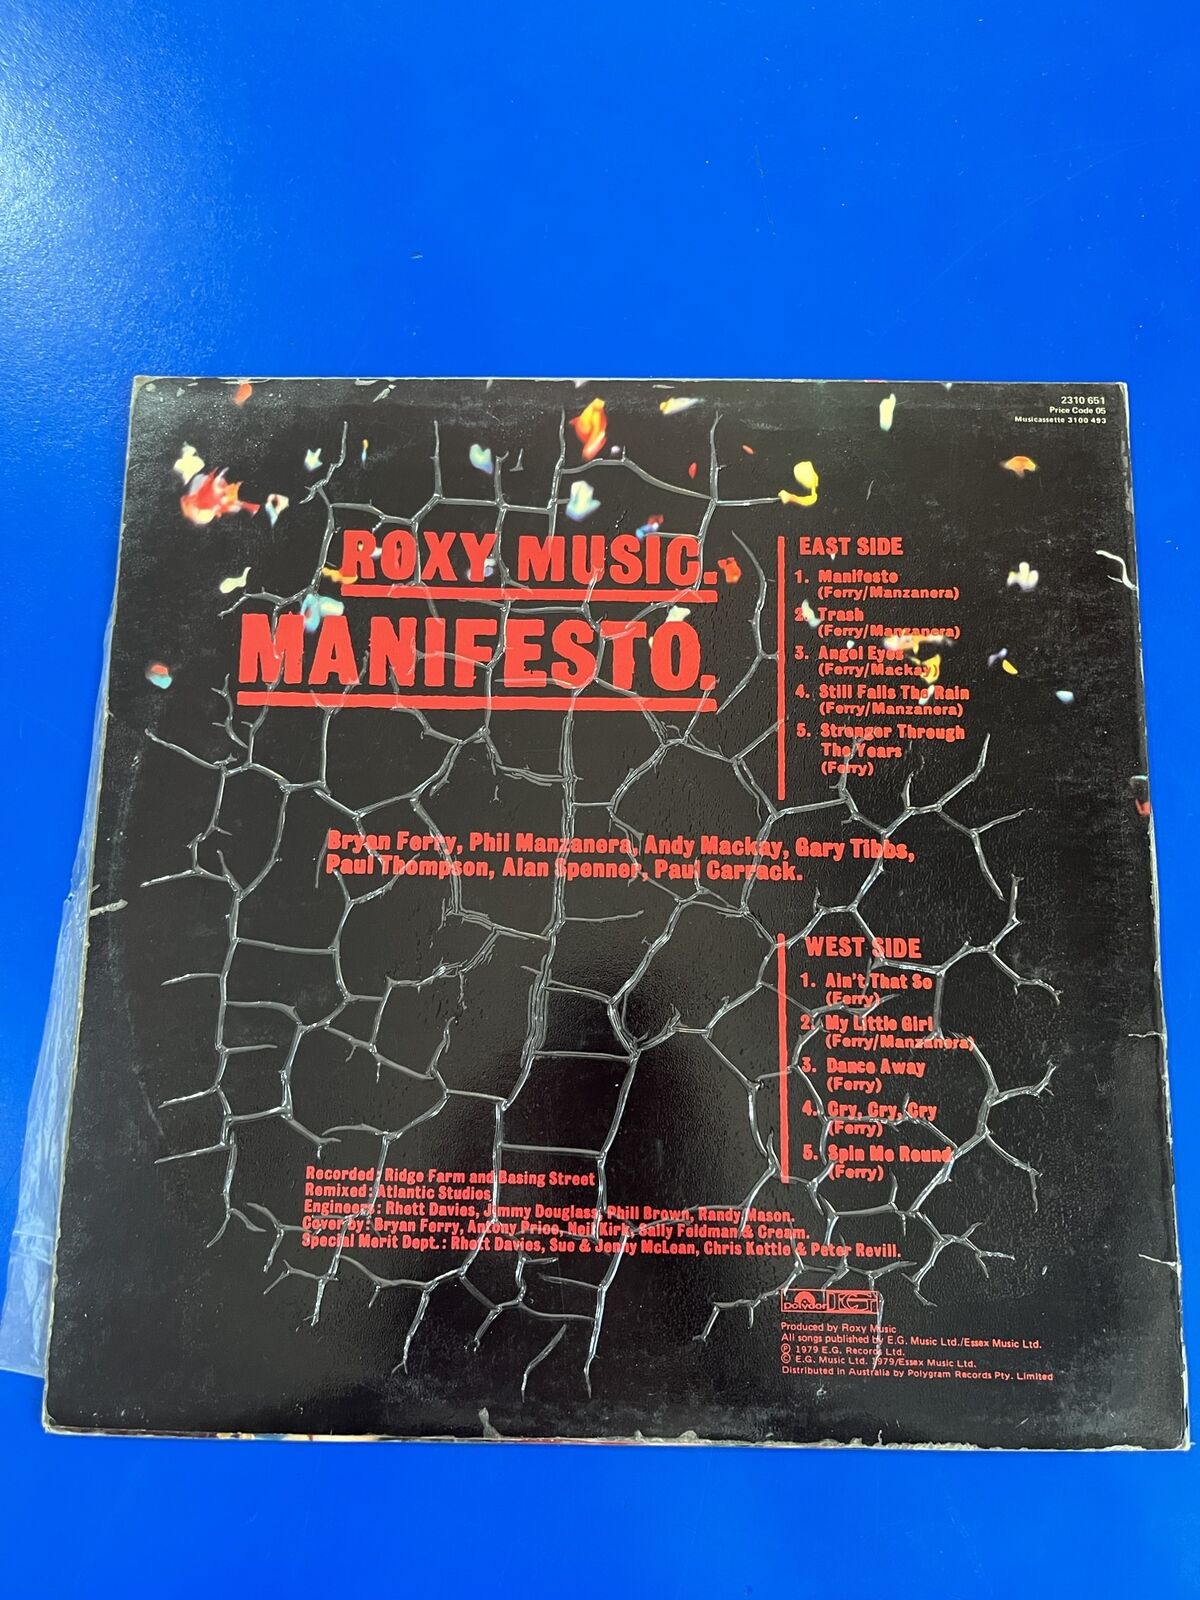 2310 651
Price Code 05
Musicassette 3100 493
ROXY MUSIC.
MANIFESTO.
EAST SIDE
1. Manifesto
(Ferry/Manzanera)
2. Trash
(Ferry/Manzanera)
3. Angel Eyes
(Ferry/Mackay)
4. Still Falls The Rain
(Ferry/Manzanera)
5. Stronger Through
The Years
(Ferry)
Bryan Ferry, Phil Manzanera, Andy Mackay, Gary Tibbs,
Paul Thompson, Alan Spenner, Paul Carrack.
WEST SIDE
1. Ain't That So
(Ferry)
2. My Little Girl
(Ferry/Manzanera)
3. Dance Away
(Ferry)
4. Cry, Cry, Cry
(Ferry)
5. Spin Me Round
(Ferry)
Recorded: Ridge Farm and Basing Street
Remixed: Atlantic Studios
Engineers: Rhett Davies, Jimmy Douglass, Phill Brown, Randy Mason.
Cover by: Bryan Ferry, Antony Price, Neil Kirk, Sally Feldman & Cream.
Special Merit Dept.: Rhett Davies, Sue & Jenny McLean, Chris Kettle & Peter Revill.
polydor EG
Produced by Roxy Music
All songs published by E.G. Music Ltd./Essex Music Ltd.
℗ 1979 E.G. Records Ltd.
© E.G. Music Ltd. 1979/Essex Music Ltd.
Distributed in Australia by Polygram Records Pty. Limited